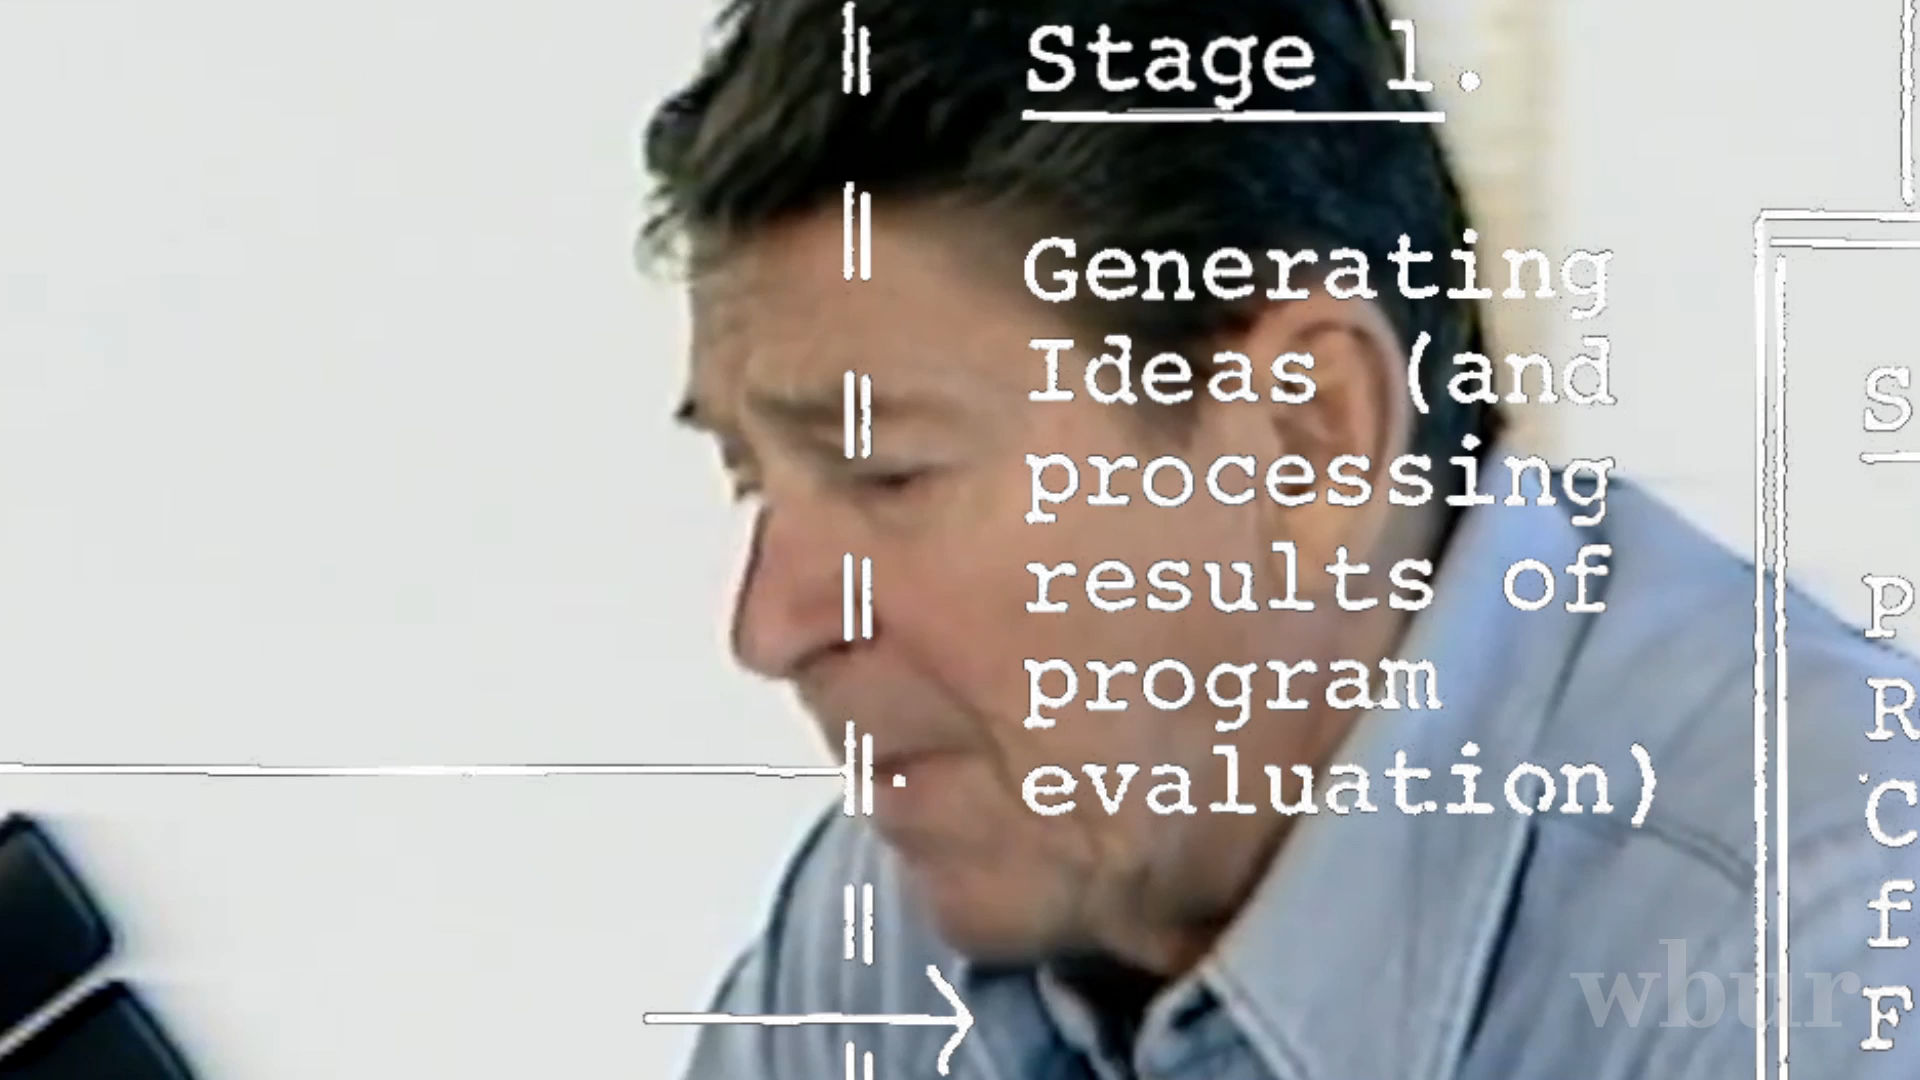 Stage 1.
Generating
Ideas (and
processing
results of
program
evaluation)
S
P
R
C
f
F
wbur